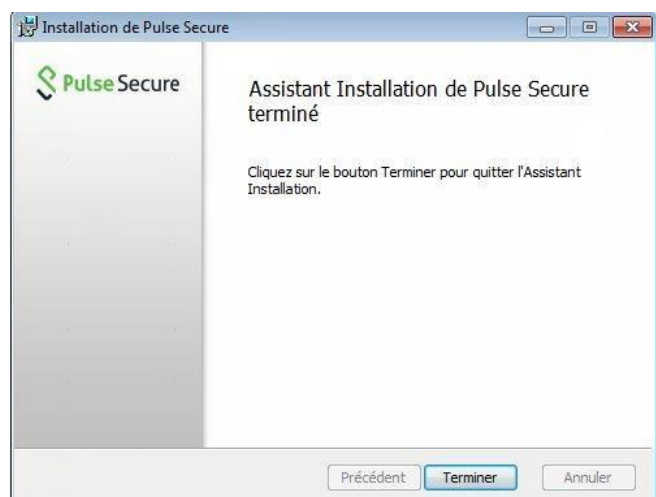 Installation de Pulse Secure
Pulse Secure
Assistant Installation de Pulse Secure
terminé
Cliquez sur le bouton Terminer pour quitter l'Assistant
Installation.
Précédent
Terminer
Annuler